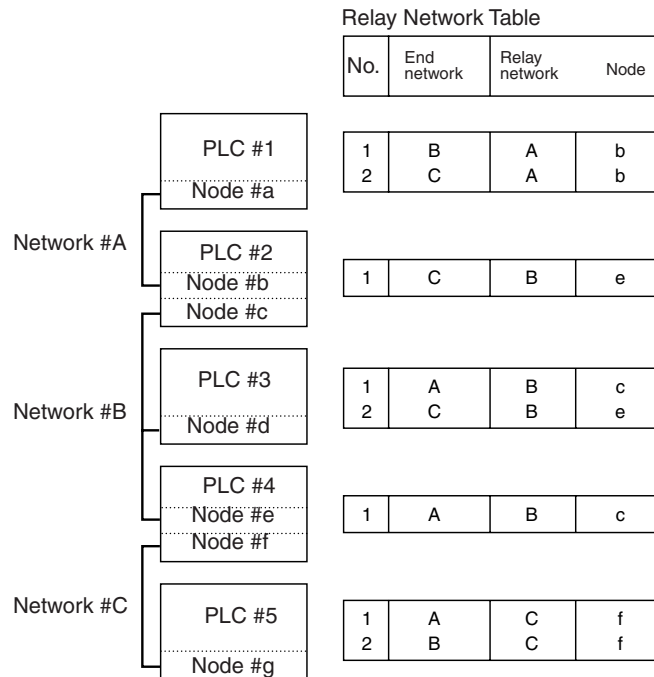 Relay Network Table
No. End network Relay network Node
PLC #1
Node #a
1 B A b
2 C A b
Network #A
PLC #2
Node #b
Node #c
1 C B e
PLC #3
Node #d
1 A B c
2 C B e
Network #B
PLC #4
Node #e
Node #f
1 A B c
Network #C
PLC #5
Node #g
1 A C f
2 B C f